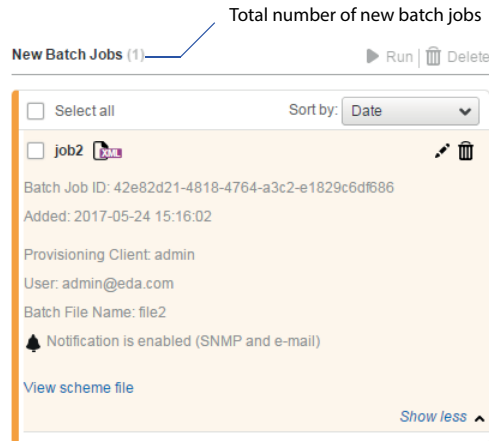 Total number of new batch jobs
New Batch Jobs (1)
Run | Delete
Select all Sort by: Date
job2 XML
Batch Job ID: 42e82d21-4818-4764-a3c2-e1829c6df686
Added: 2017-05-24 15:16:02
Provisioning Client: admin
User: admin@eda.com
Batch File Name: file2
Notification is enabled (SNMP and e-mail)
View scheme file
Show less